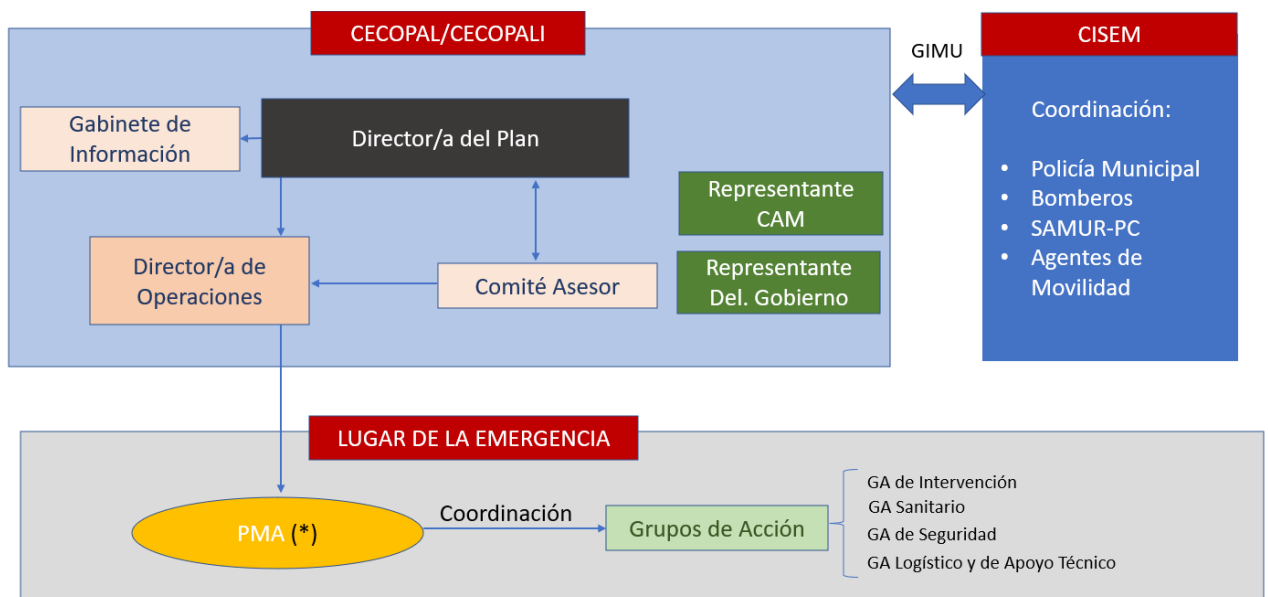 CECOPAL/CECOPALI
Gabinete de
Información
Director/a del Plan
Representante
CAM
Director/a de
Operaciones
Comité Asesor
Representante
Del. Gobierno
GIMU
CISEM
Coordinación:
• Policía Municipal
• Bomberos
• SAMUR-PC
• Agentes de
Movilidad
LUGAR DE LA EMERGENCIA
PMA (*)
Coordinación
Grupos de Acción
GA de Intervención
GA Sanitario
GA de Seguridad
GA Logístico y de Apoyo Técnico